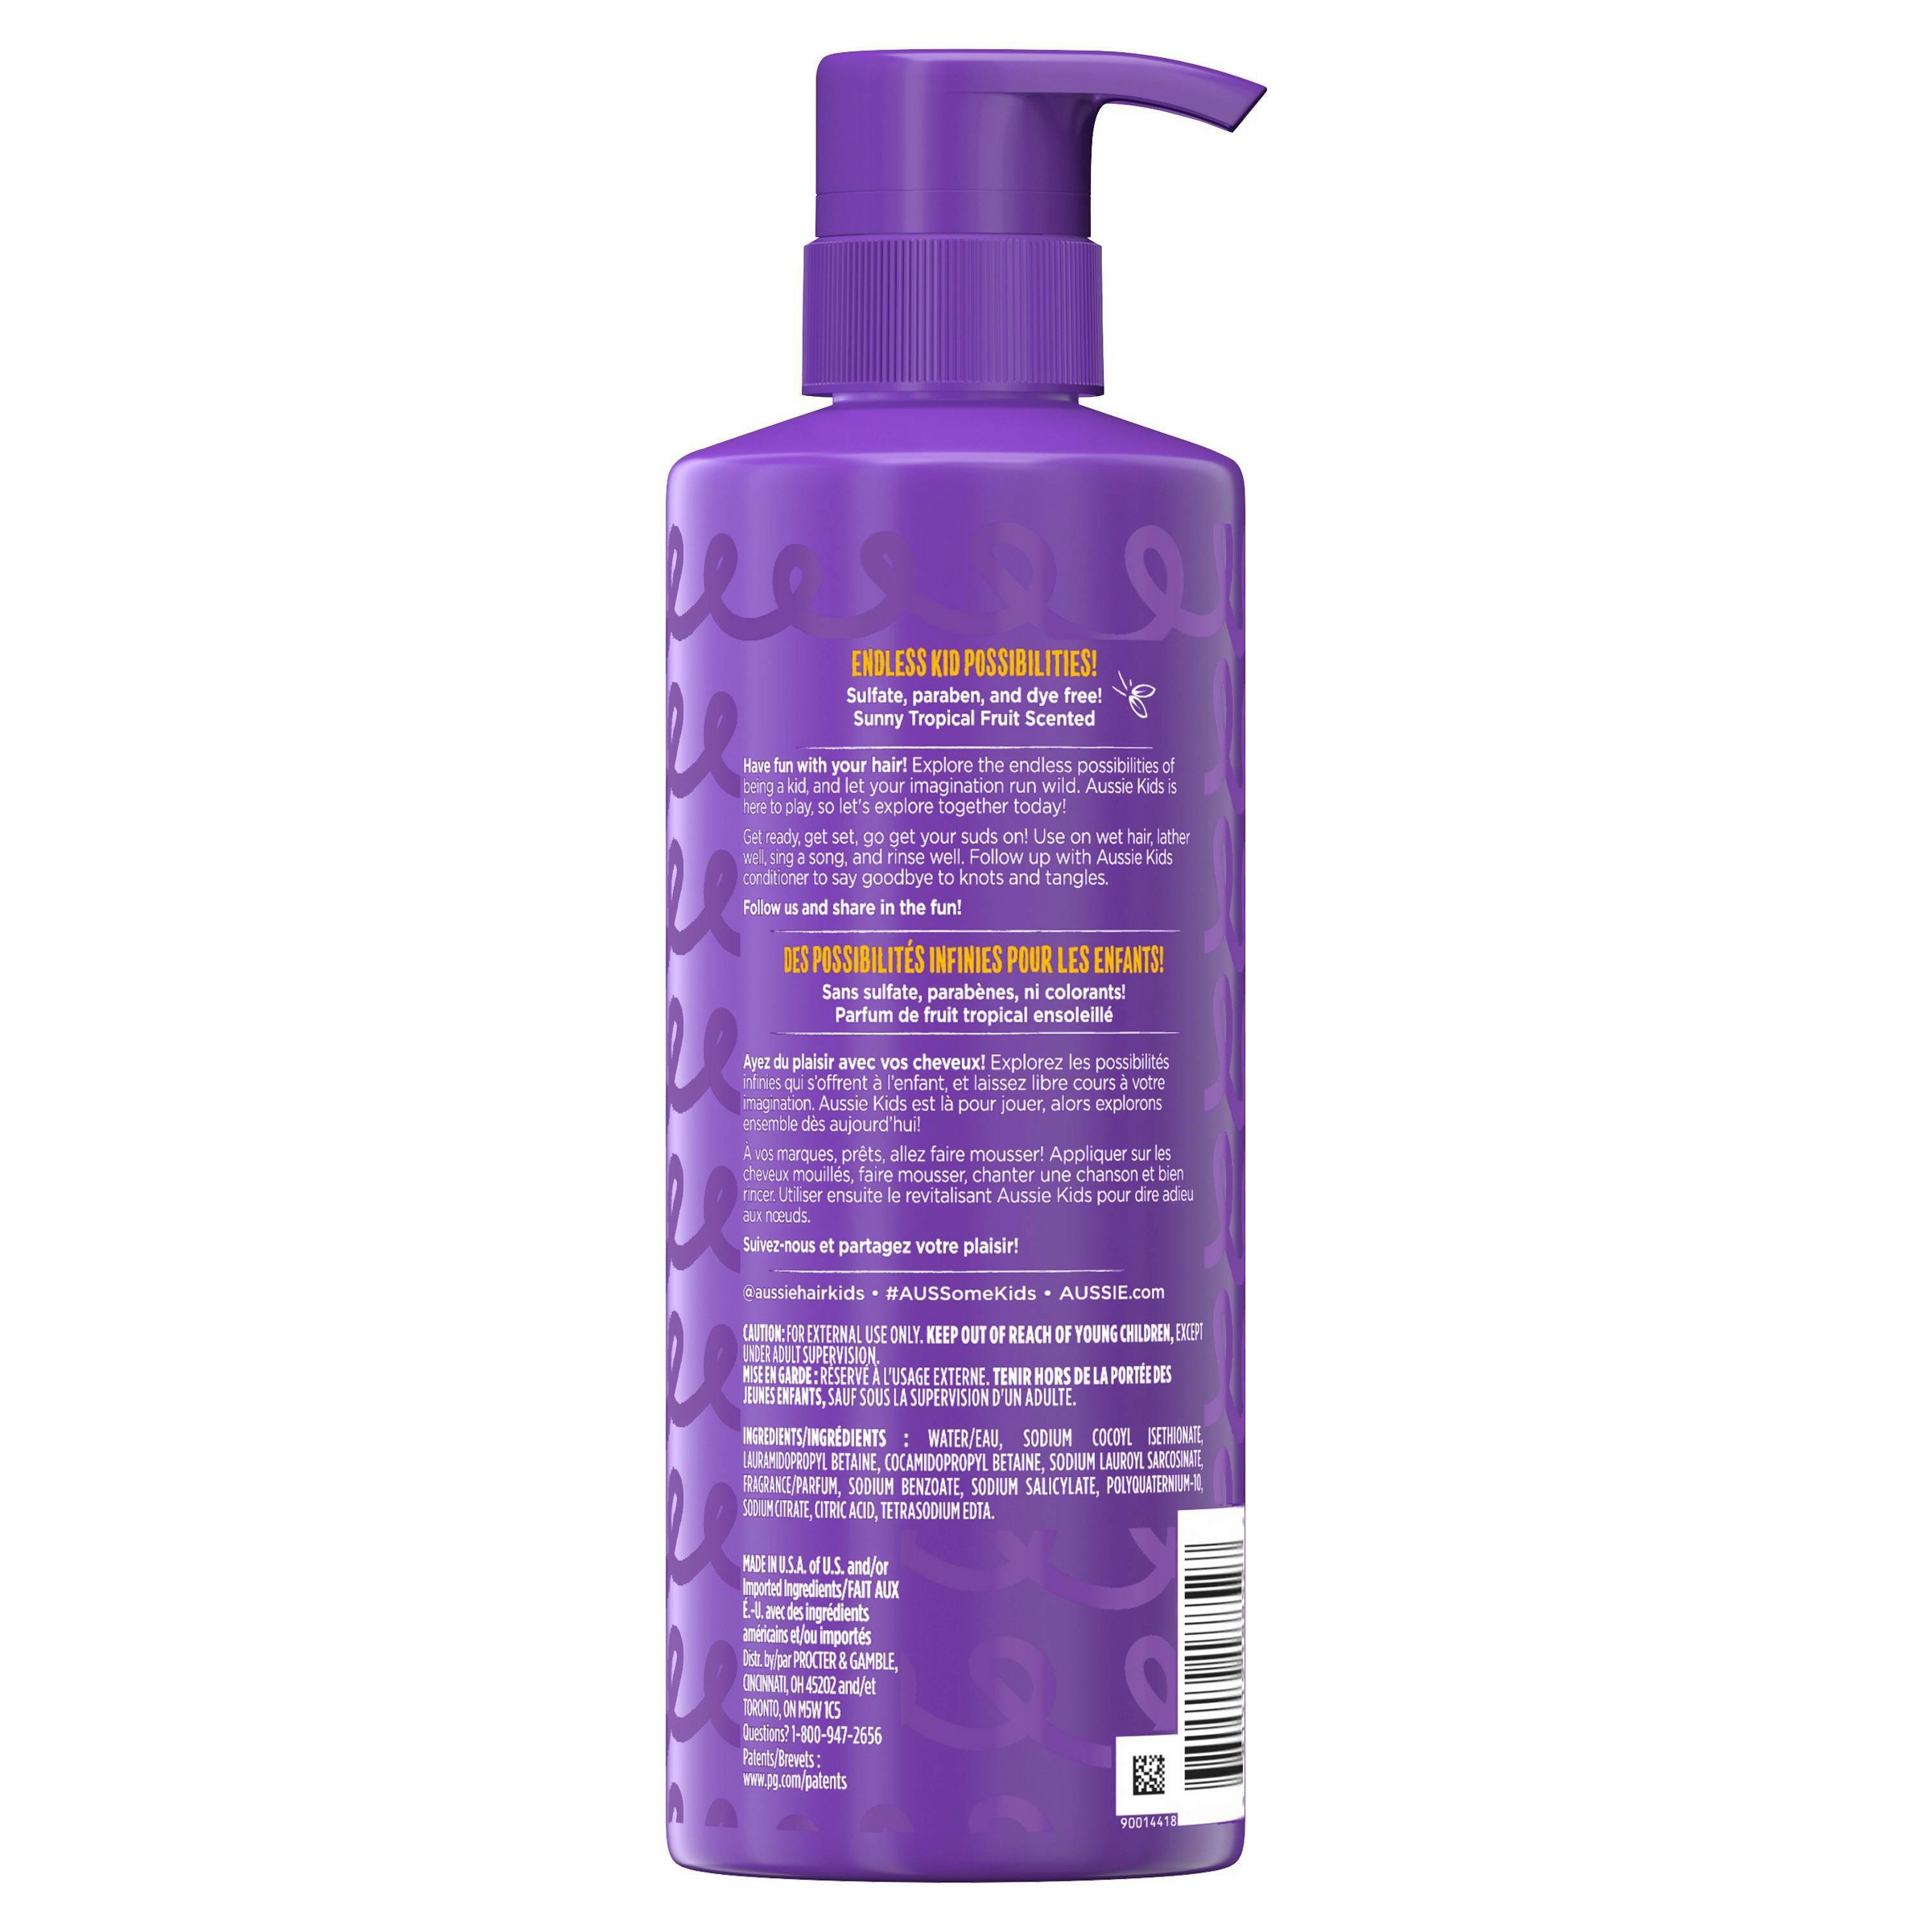 ENDLESS KID POSSIBILITIES!
Sulfate, paraben, and dye free!
Sunny Tropical Fruit Scented
Have fun with your hair! Explore the endless possibilities of
being a kid, and let your imagination run wild. Aussie Kids is
here to play, so let's explore together today!
Get ready, get set, go get your suds on! Use on wet hair, lather
well, sing a song, and rinse well. Follow up with Aussie Kids
conditioner to say goodbye to knots and tangles.
Follow us and share in the fun!
DES POSSIBILITÉS INFINIES POUR LES ENFANTS!
Sans sulfate, parabènes, ni colorants!
Parfum de fruit tropical ensoleillé
Ayez du plaisir avec vos cheveux! Explorez les possibilités
infinies qui s'offrent à l'enfant, et laissez libre cours à votre
imagination. Aussie Kids est là pour jouer, alors explorons
ensemble dès aujourd'hui!
À vos marques, prêts, allez faire mousser! Appliquer sur les
cheveux mouillés, faire mousser, chanter une chanson et bien
rincer. Utiliser ensuite le revitalisant Aussie Kids pour dire adieu
aux nœuds.
Suivez-nous et partagez votre plaisir!
@aussiehairkids • #AUSSomeKids • AUSSIE.com
CAUTION: FOR EXTERNAL USE ONLY. KEEP OUT OF REACH OF YOUNG CHILDREN, EXCEPT
UNDER ADULT SUPERVISION.
MISE EN GARDE : RÉSERVÉ À L'USAGE EXTERNE. TENIR HORS DE LA PORTÉE DES
JEUNES ENFANTS, SAUF SOUS LA SUPERVISION D'UN ADULTE.
INGREDIENTS/INGRÉDIENTS : WATER/EAU, SODIUM COCOYL ISETHIONATE,
LAURAMIDOPROPYL BETAINE, COCAMIDOPROPYL BETAINE, SODIUM LAUROYL SARCOSINATE,
FRAGRANCE/PARFUM, SODIUM BENZOATE, SODIUM SALICYLATE, POLYQUATERNIUM-10,
SODIUM CITRATE, CITRIC ACID, TETRASODIUM EDTA.
MADE IN U.S.A. of U.S. and/or
Imported Ingredients/FAIT AUX
É.-U. avec des ingrédients
américains et/ou importés
Distr. by/par PROCTER & GAMBLE,
CINCINNATI, OH 45202 and/et
TORONTO, ON M5W 1C5
Questions? 1-800-947-2656
Patents/Brevets :
www.pg.com/patents
90014418